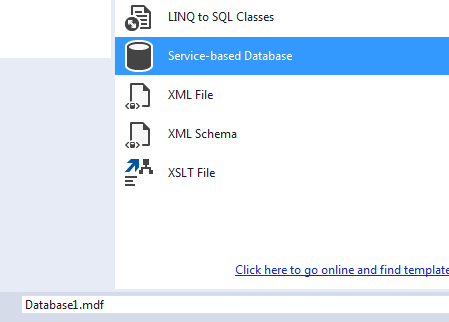 LINQ to SQL Classes
Service-based Database
XML File
XML Schema
XSLT File
Click here to go online and find template
Database1.mdf